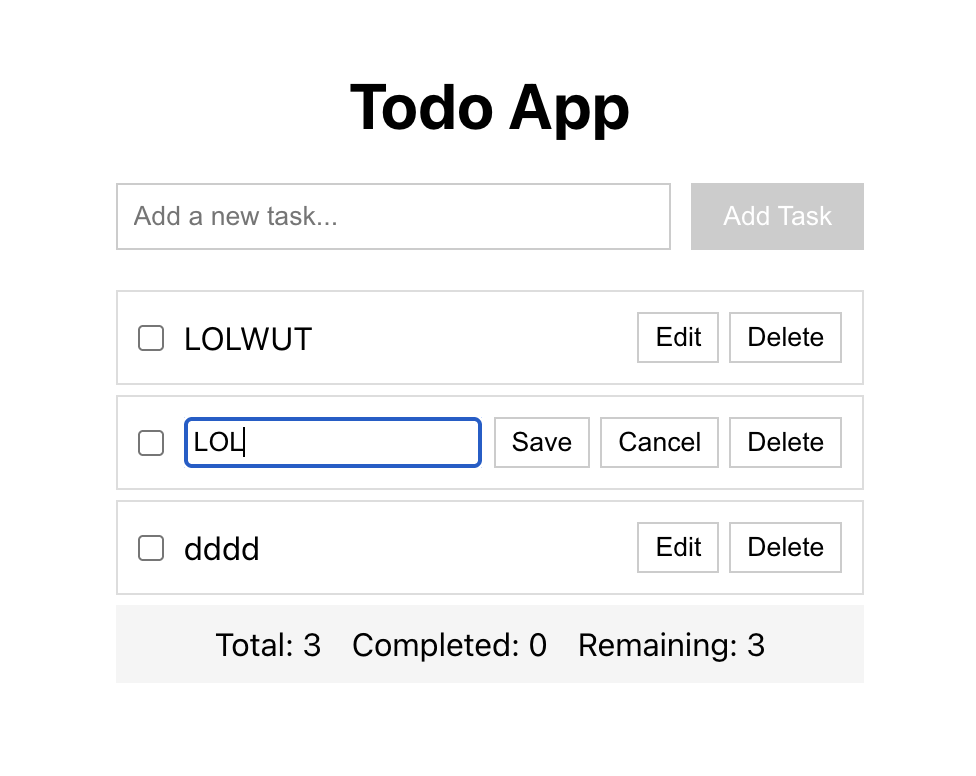 Todo App
Add a new task... Add Task
LOLWUT Edit Delete
LOL Save Cancel Delete
dddd Edit Delete
Total: 3 Completed: 0 Remaining: 3